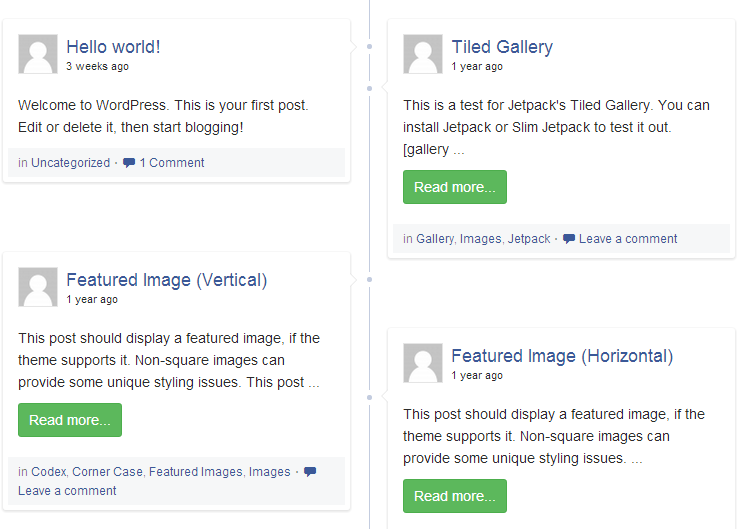 Hello world!
3 weeks ago
Welcome to WordPress. This is your first post.
Edit or delete it, then start blogging!
in Uncategorized · 1 Comment
Tiled Gallery
1 year ago
This is a test for Jetpack's Tiled Gallery. You can
install Jetpack or Slim Jetpack to test it out.
[gallery ...
Read more...
in Gallery, Images, Jetpack · Leave a comment
Featured Image (Vertical)
1 year ago
This post should display a featured image, if the
theme supports it. Non-square images can
provide some unique styling issues. This post ...
Read more...
in Codex, Corner Case, Featured Images, Images ·
Leave a comment
Featured Image (Horizontal)
1 year ago
This post should display a featured image, if the
theme supports it. Non-square images can
provide some unique styling issues. ...
Read more...